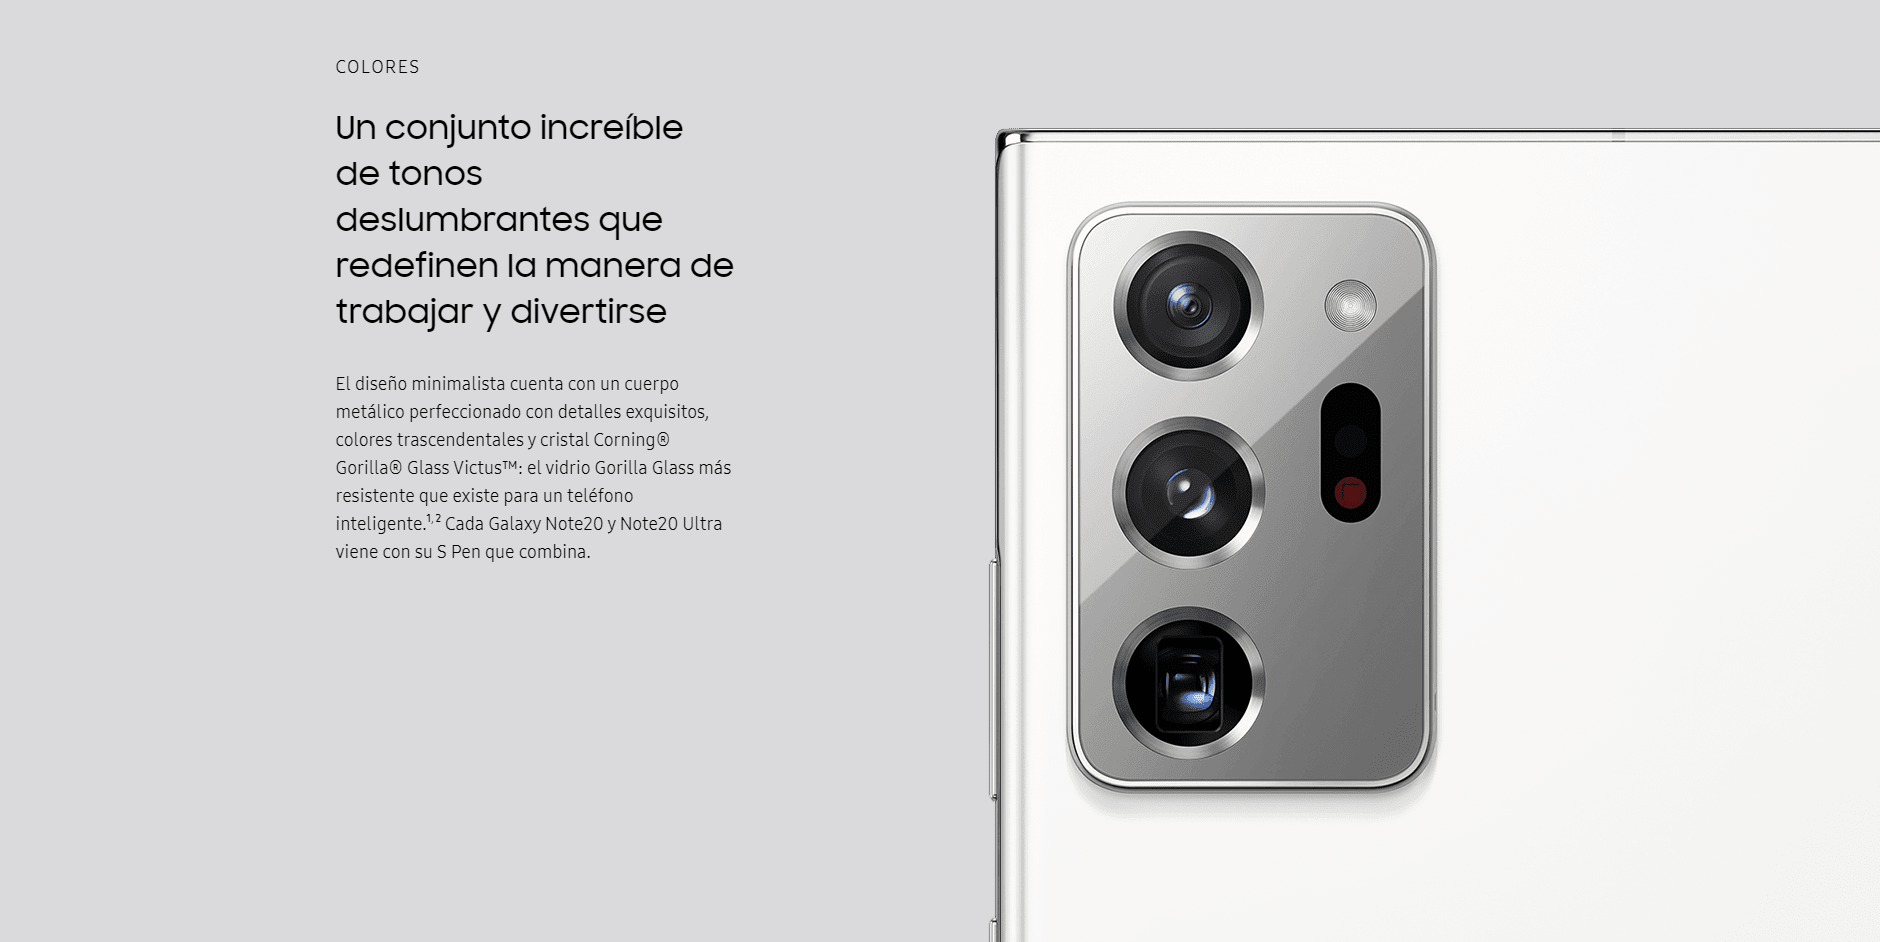 COLORES
Un conjunto increíble
de tonos
deslumbrantes que
redefinen la manera de
trabajar y divertirse
El diseño minimalista cuenta con un cuerpo
metálico perfeccionado con detalles exquisitos,
colores trascendentales y cristal Corning®
Gorilla® Glass Victus™: el vidrio Gorilla Glass más
resistente que existe para un teléfono
inteligente.¹,² Cada Galaxy Note20 y Note20 Ultra
viene con su S Pen que combina.